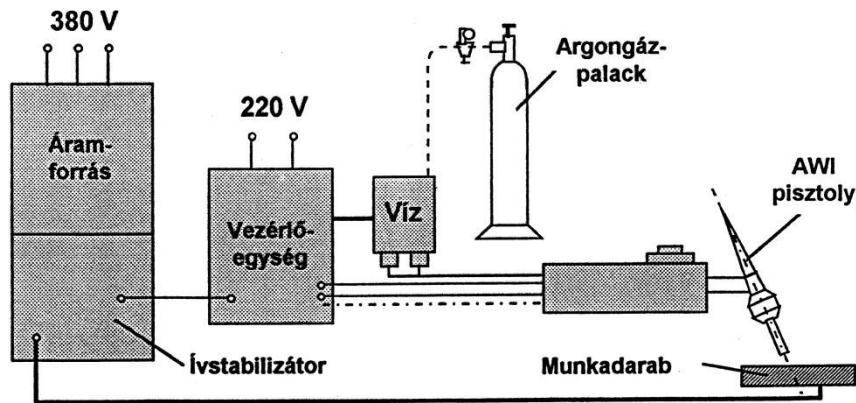 380 V
Áram-
forrás
220 V
Vezérlő-
egység
Víz
Argongáz-
palack
AWI
pisztoly
Ívstabilizátor
Munkadarab